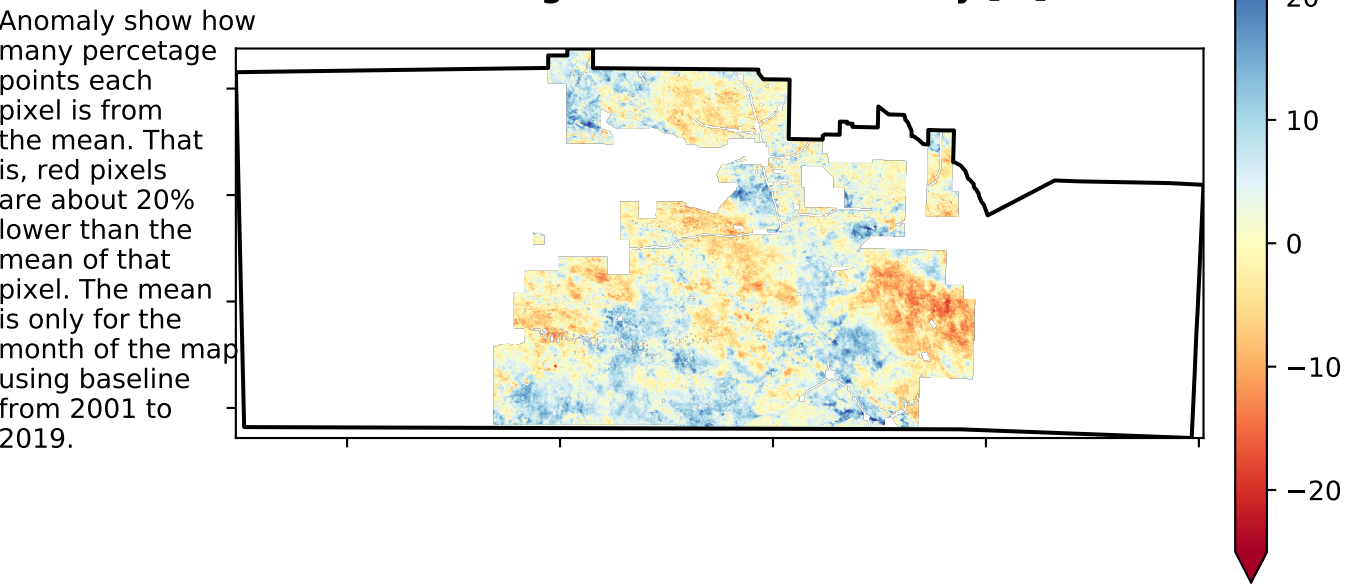 Anomaly show how
many percetage
points each
pixel is from
the mean. That
is, red pixels
are about 20%
lower than the
mean of that
pixel. The mean
is only for the
month of the map
using baseline
from 2001 to
2019.
20
10
0
−10
−20